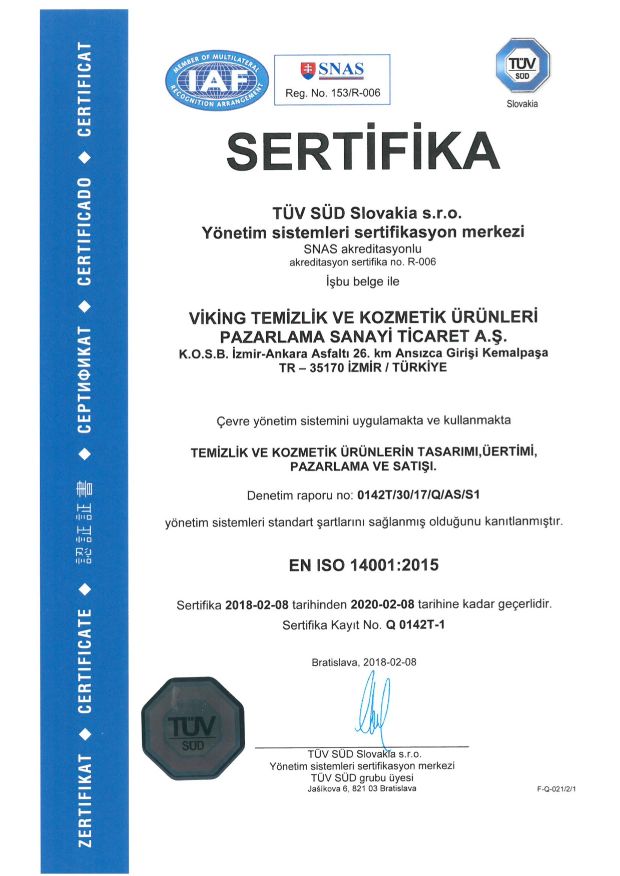 ZERTIFIKAT ◆ CERTIFICATE ◆ 認証証書 ◆ СЕРТИФИКАТ ◆ CERTIFICADO ◆ CERTIFICAT
MEMBER OF MULTILATERAL
IAF
RECOGNITION ARRANGEMENT
SNAS
Reg. No. 153/R-006
TÜV
SÜD
Slovakia
SERTİFİKA
TÜV SÜD Slovakia s.r.o.
Yönetim sistemleri sertifikasyon merkezi
SNAS akreditasyonlu
akreditasyon sertifika no. R-006
İşbu belge ile
VİKİNG TEMİZLİK VE KOZMETİK ÜRÜNLERİ
PAZARLAMA SANAYİ TİCARET A.Ş.
K.O.S.B. İzmir-Ankara Asfaltı 26. km Ansızca Girişi Kemalpaşa
TR – 35170 İZMİR / TÜRKİYE
Çevre yönetim sistemini uygulamakta ve kullanmakta
TEMİZLİK VE KOZMETİK ÜRÜNLERİN TASARIMI,ÜERTİMİ,
PAZARLAMA VE SATIŞI.
Denetim raporu no: 0142T/30/17/Q/AS/S1
yönetim sistemleri standart şartlarını sağlanmış olduğunu kanıtlanmıştır.
EN ISO 14001:2015
Sertifika 2018-02-08 tarihinden 2020-02-08 tarihine kadar geçerlidir.
Sertifika Kayıt No. Q 0142T-1
Bratislava, 2018-02-08
TÜV
SÜD
TÜV SÜD Slovakia s.r.o.
Yönetim sistemleri sertifikasyon merkezi
TÜV SÜD grubu üyesi
Jašíkova 6, 821 03 Bratislava
F-Q-021/2/1